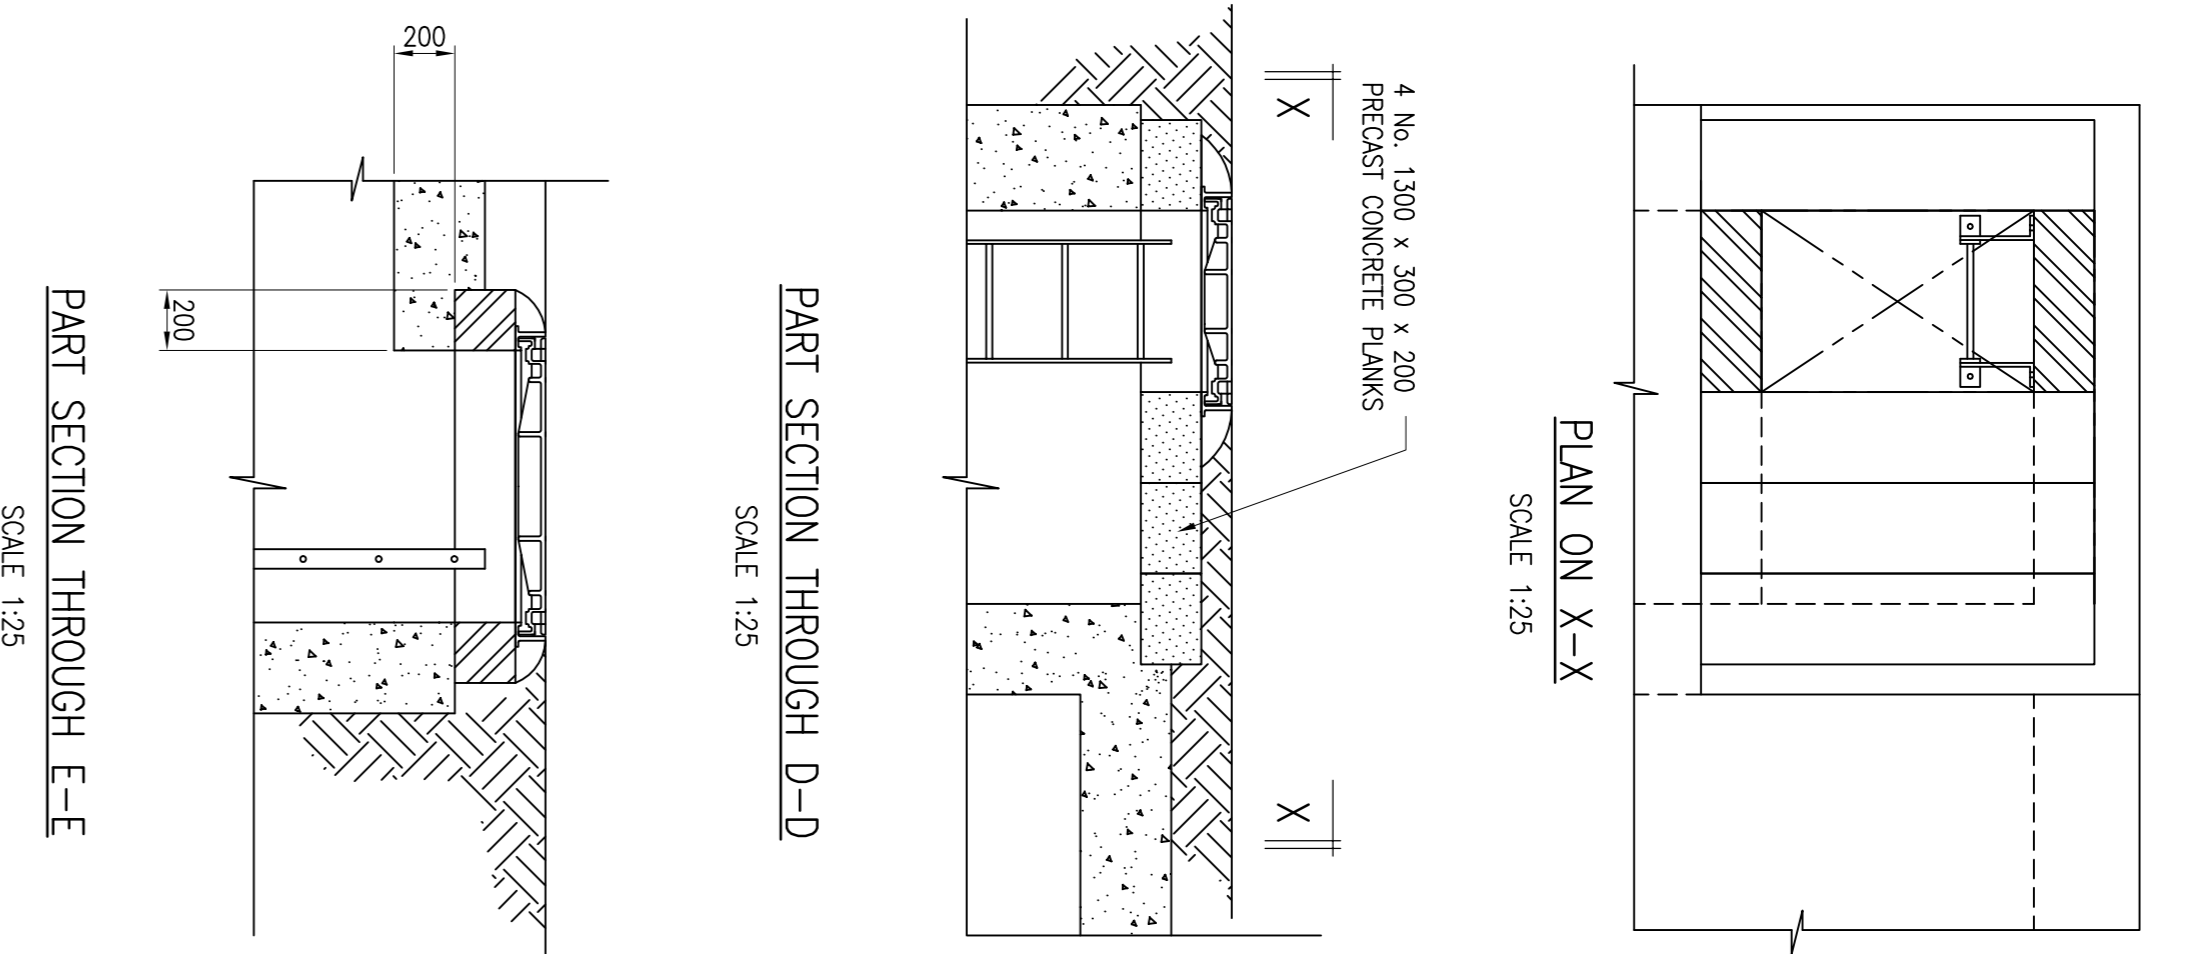 PLAN ON X-X
SCALE 1:25
4 No. 1300 x 300 x 200
PRECAST CONCRETE PLANKS
X
X
PART SECTION THROUGH D-D
SCALE 1:25
200
200
PART SECTION THROUGH E-E
SCALE 1:25